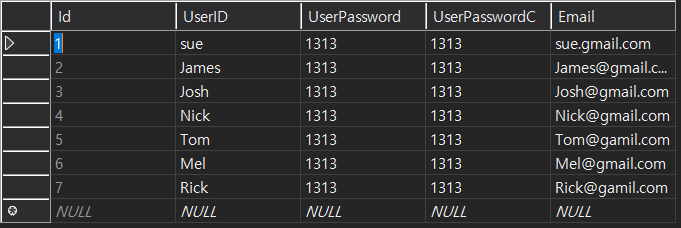 Id UserID UserPassword UserPasswordC Email
1 sue 1313 1313 sue.gmail.com
2 James 1313 1313 James@gmail.c...
3 Josh 1313 1313 Josh@gmail.com
4 Nick 1313 1313 Nick@gmail.com
5 Tom 1313 1313 Tom@gamil.com
6 Mel 1313 1313 Mel@gmail.com
7 Rick 1313 1313 Rick@gamil.com
NULL NULL NULL NULL NULL